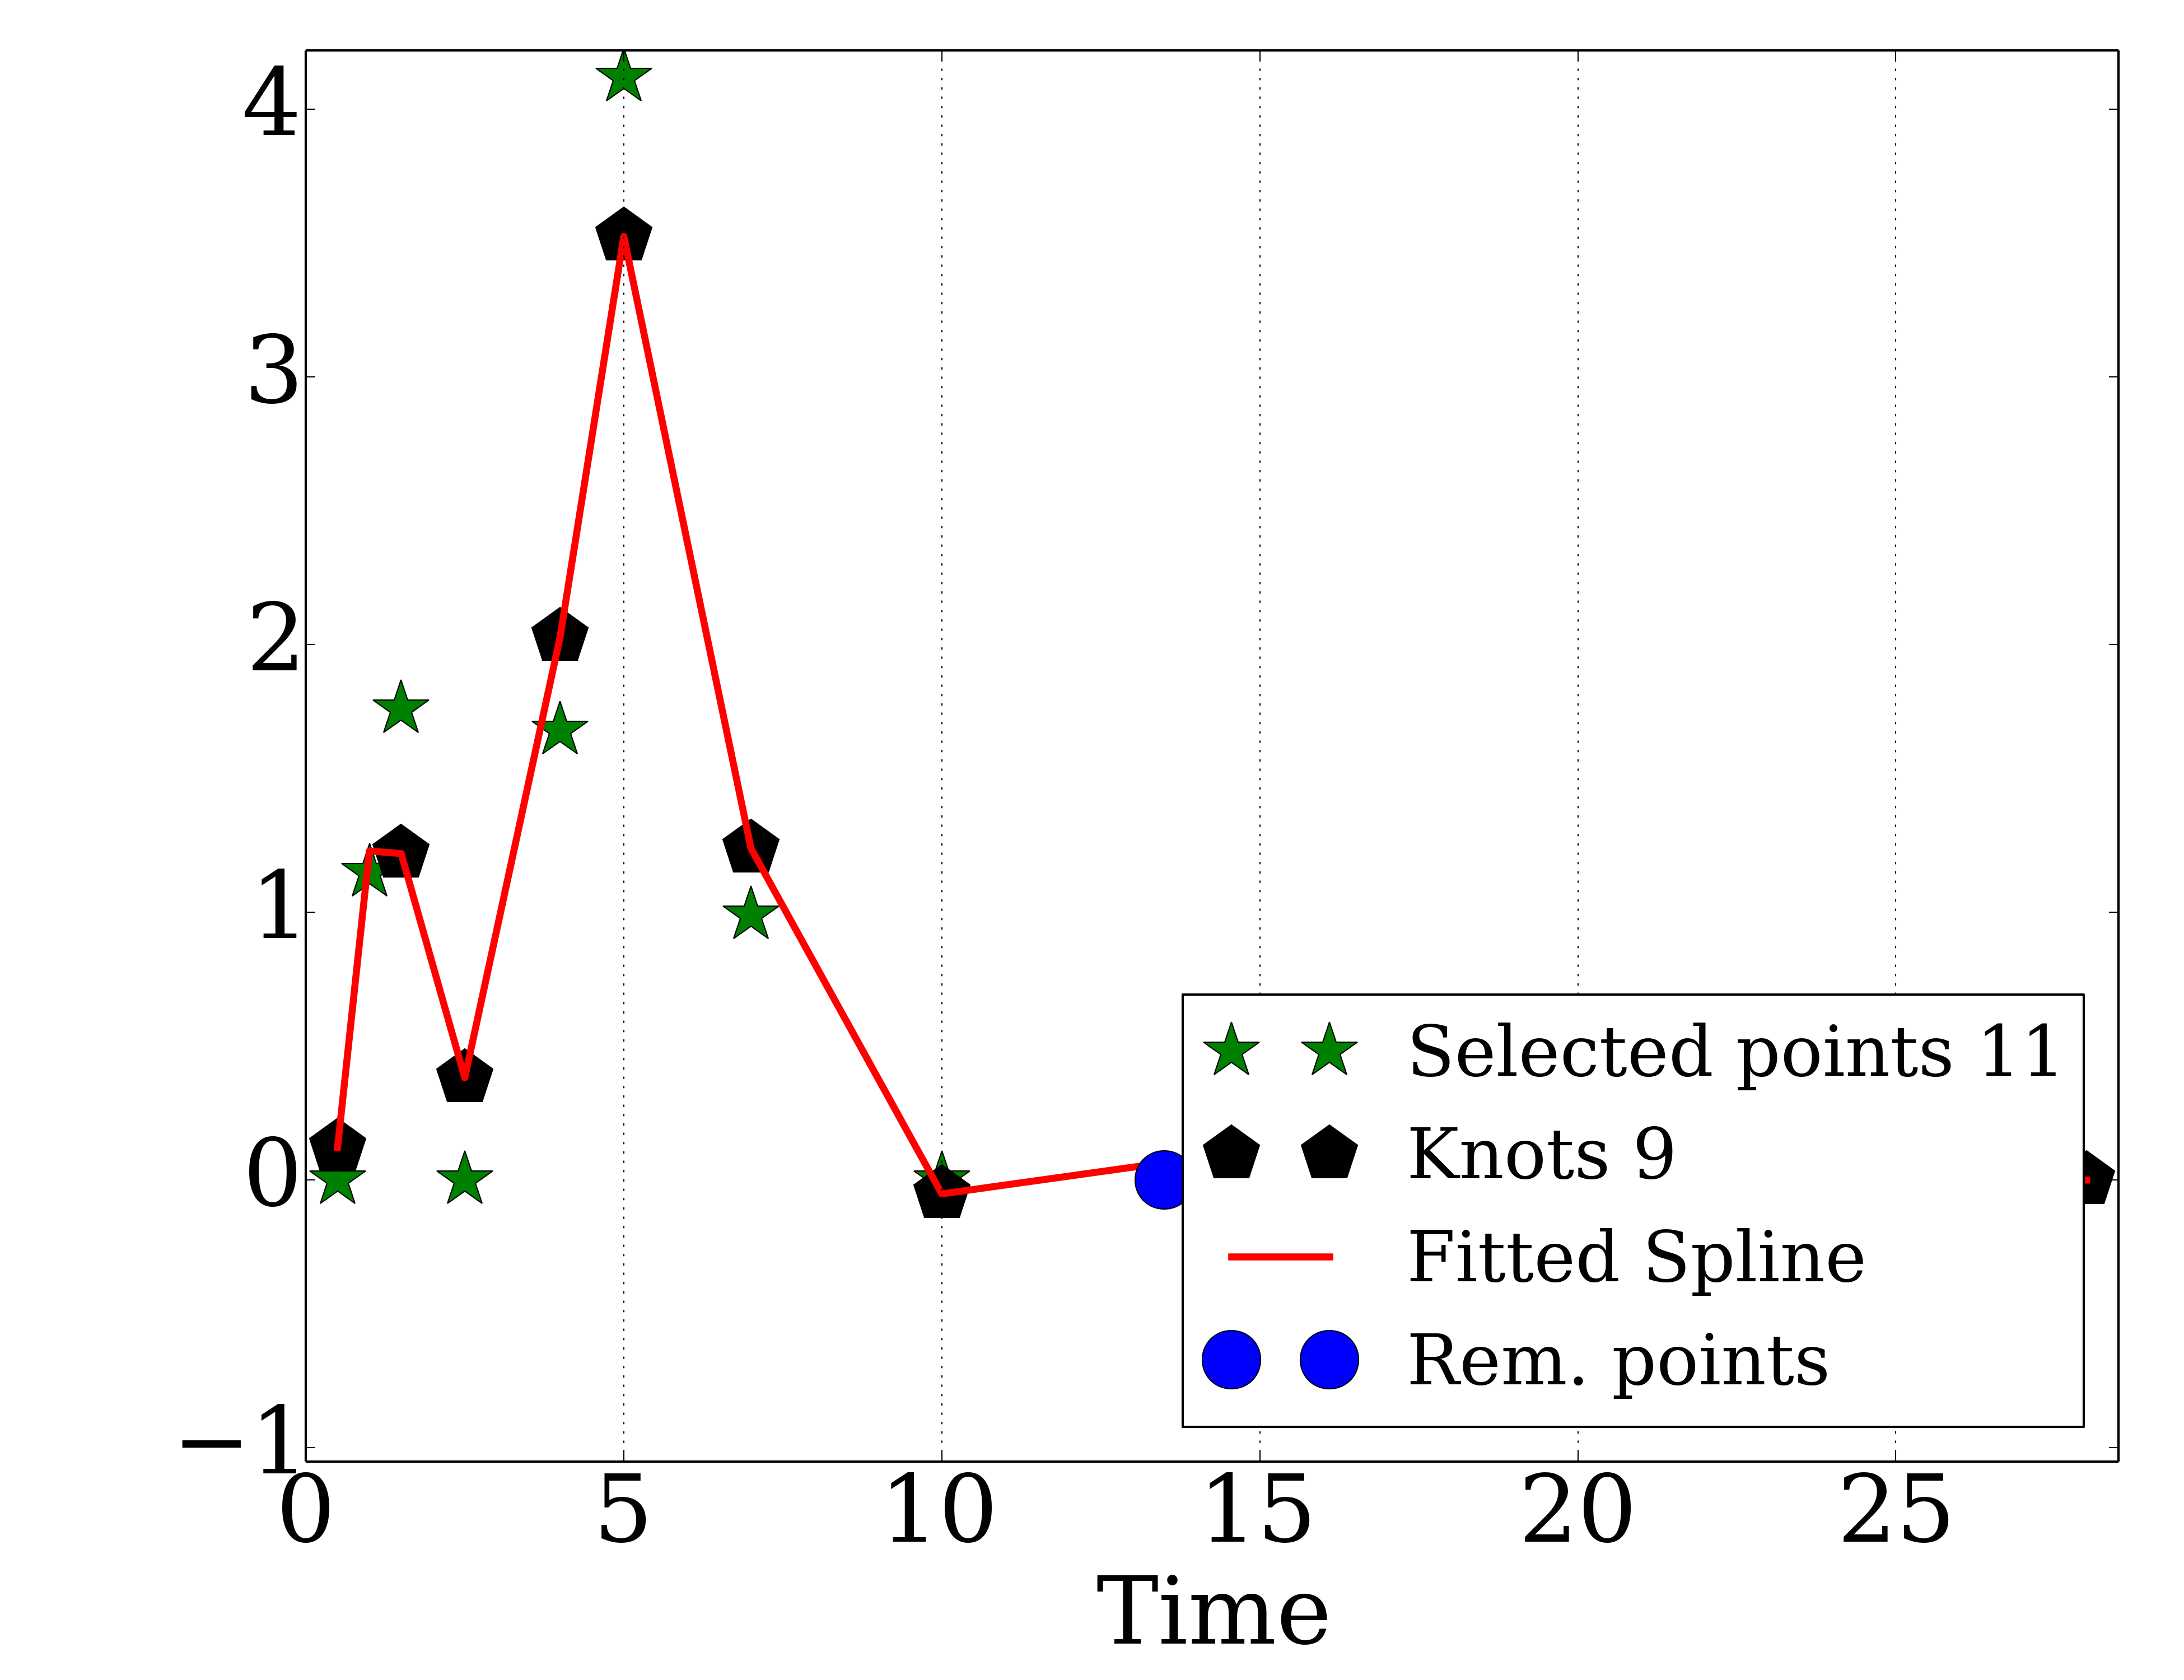 4
3
2
1
0
−1
0 5 10 15 20 25
Time
Selected points 11
Knots 9
Fitted Spline
Rem. points